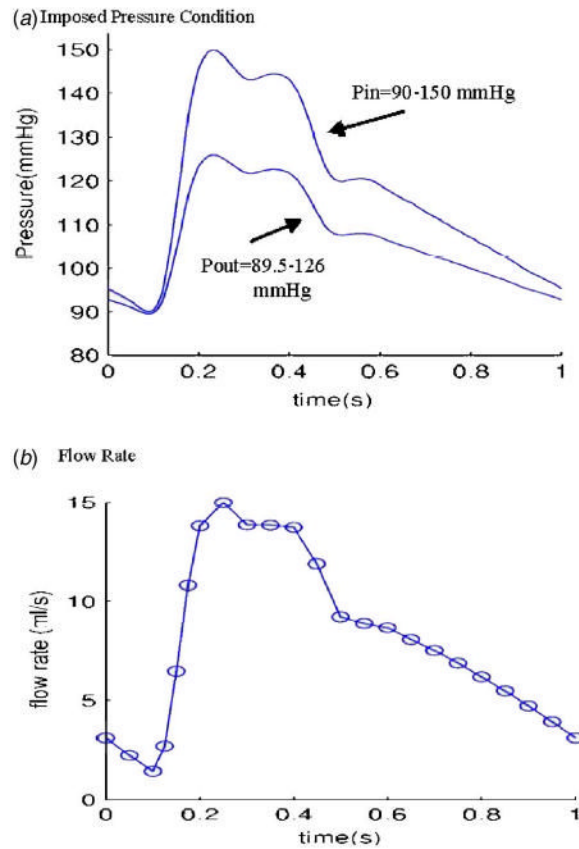 (a) Imposed Pressure Condition
150
140
130
120
110
100
90
80
Pressure(mmHg)
Pin=90-150 mmHg
Pout=89.5-126
mmHg
0 0.2 0.4 0.6 0.8 1
time(s)
(b) Flow Rate
15
10
5
0
flow rate (ml/s)
0 0.2 0.4 0.6 0.8 1
time(s)